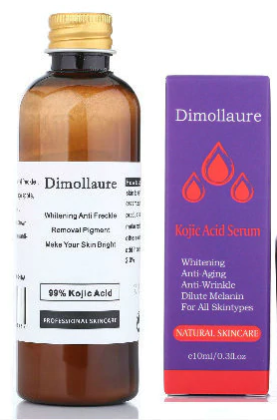 Dimollaure
Whitening Anti Freckle
Removal Pigment
Make Your Skin Bright
99% Kojic Acid
PROFESSIONAL SKINCARE
Dimollaure
Kojic Acid Serum
Whitening
Anti-Aging
Anti-Wrinkle
Dilute Melanin
For All Skintypes
NATURAL SKINCARE
e10ml/0.3fl.oz